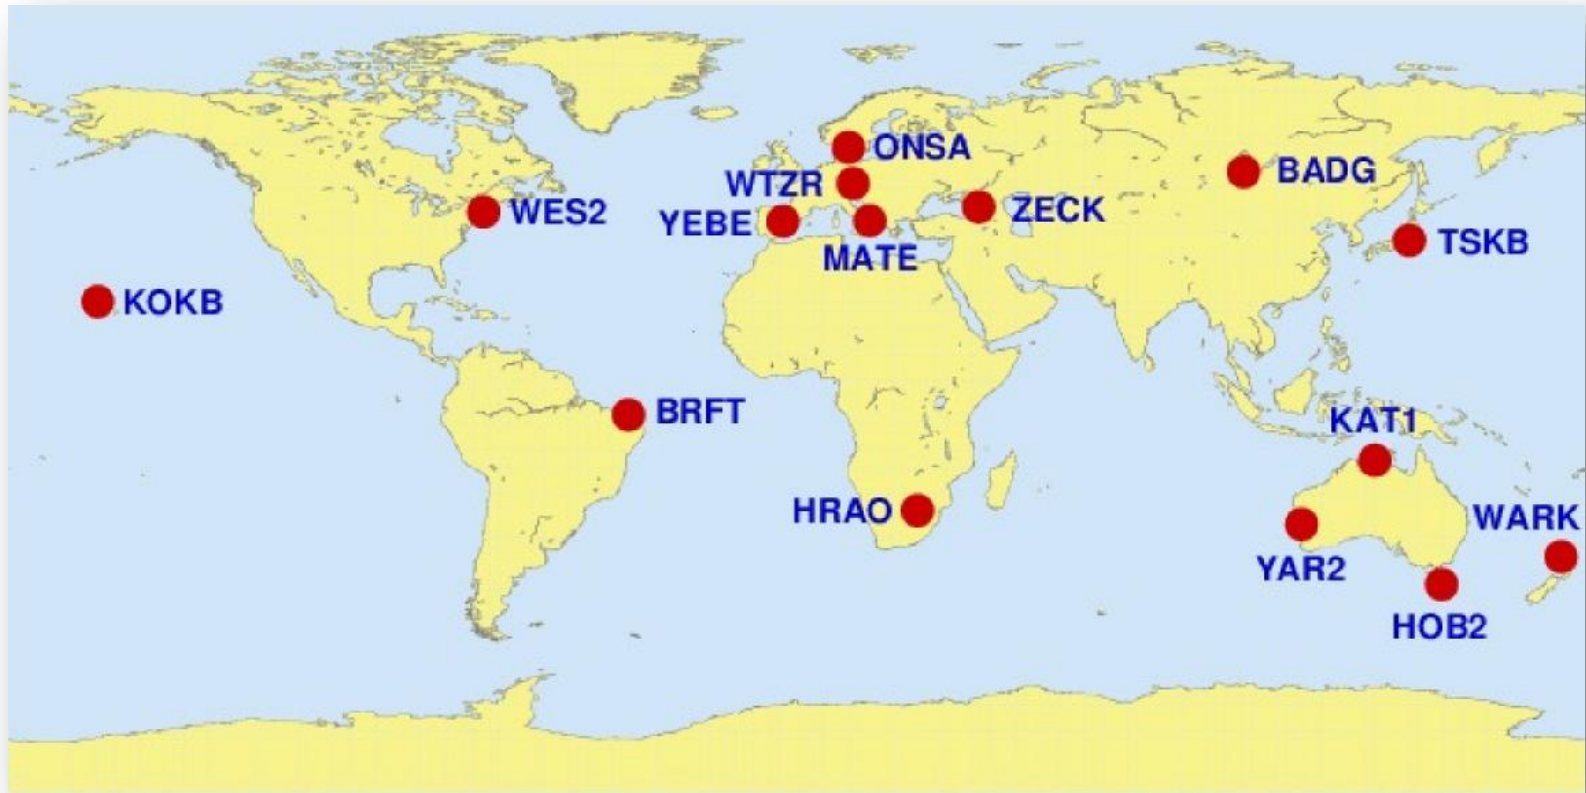 ONSA
BADG
WTZR
WES2
YEBE
ZECK
TSKB
MATE
KOKB
BRFT
KAT1
HRAO
WARK
YAR2
HOB2